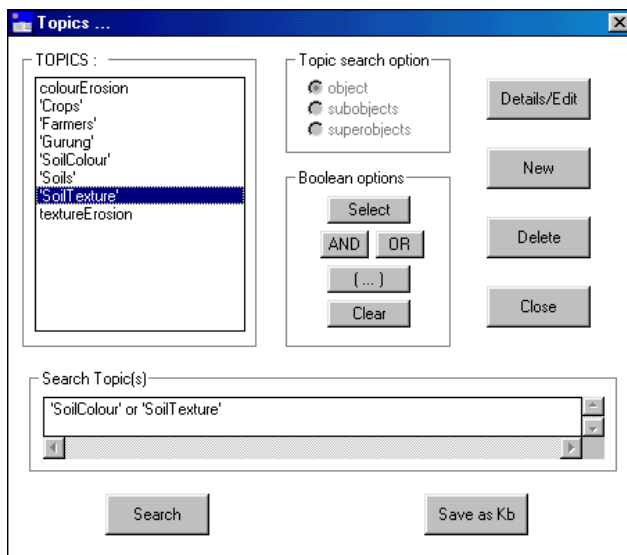 Topics ...
TOPICS :
colourErosion
'Crops'
'Farmers'
'Gurung'
'SoilColour'
'Soils'
'SoilTexture'
textureErosion
Topic search option
object
subobjects
superobjects
Boolean options
Select
AND OR
( ... )
Clear
Details/Edit
New
Delete
Close
Search Topic(s)
'SoilColour' or 'SoilTexture'
Search
Save as Kb